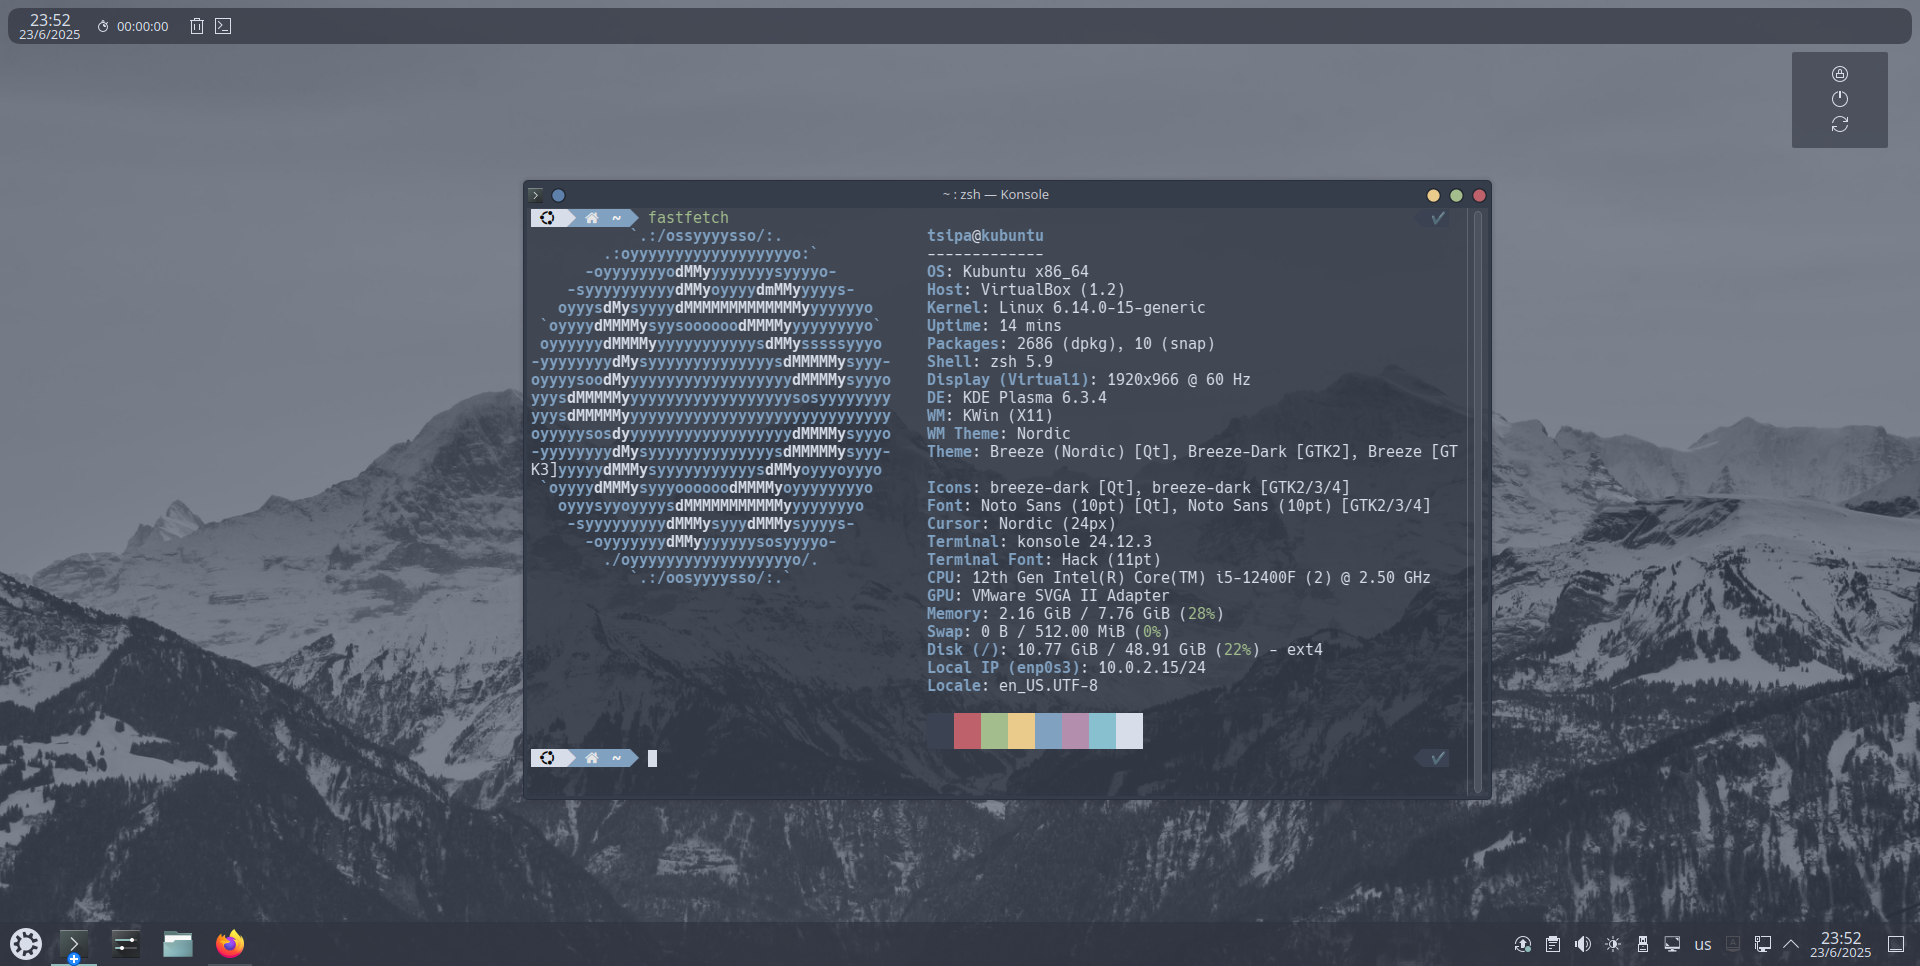 23:52
23/6/2025
00:00:00
~ : zsh — Konsole
~ fastfetch
`.:/ossyyyysso/:.
.:oyyyyyyyyyyyyyyyyyyo:`
-oyyyyyyyodMMyyyyyyyysyyyyo-
-syyyyyyyyyydMMyoyyyydmMMyyyyys-
oyyysdMysyyyydMMMMMMMMMMMMMyyyyyyyo
`oyyyydMMMMysyysoooooodMMMMyyyyyyyyyo`
oyyyyyydMMMMyyyyyyyyyyyysdMMysssssyyyo
-yyyyyyyydMysyyyyyyyyyyyyyysdMMMMMysyyy-
oyyyysoodMyyyyyyyyyyyyyyyyyyydMMMMysyyyo
yyysdMMMMMyyyyyyyyyyyyyyyyyyysosyyyyyyyy
yyysdMMMMMyyyyyyyyyyyyyyyyyyyyyyyyyyyyyy
oyyyyysosdyyyyyyyyyyyyyyyyyyydMMMMysyyyo
-yyyyyyyydMysyyyyyyyyyyyyyysdMMMMMysyyy-
K3]yyyyydMMMysyyyyyyyyyyysdMMyoyyyoyyyo
`oyyyydMMMysyyyoooooodMMMMyoyyyyyyyyo
oyyysyyoyyyysdMMMMMMMMMMMyyyyyyyyo
-syyyyyyyyydMMMysyyydMMMysyyyys-
-oyyyyyyydMMyyyyyyysosyyyyo-
./oyyyyyyyyyyyyyyyyyyo/.
`.:/oosyyyysso/:.`
tsipa@kubuntu
-------------
OS: Kubuntu x86_64
Host: VirtualBox (1.2)
Kernel: Linux 6.14.0-15-generic
Uptime: 14 mins
Packages: 2686 (dpkg), 10 (snap)
Shell: zsh 5.9
Display (Virtual1): 1920x966 @ 60 Hz
DE: KDE Plasma 6.3.4
WM: KWin (X11)
WM Theme: Nordic
Theme: Breeze (Nordic) [Qt], Breeze-Dark [GTK2], Breeze [GT
Icons: breeze-dark [Qt], breeze-dark [GTK2/3/4]
Font: Noto Sans (10pt) [Qt], Noto Sans (10pt) [GTK2/3/4]
Cursor: Nordic (24px)
Terminal: konsole 24.12.3
Terminal Font: Hack (11pt)
CPU: 12th Gen Intel(R) Core(TM) i5-12400F (2) @ 2.50 GHz
GPU: VMware SVGA II Adapter
Memory: 2.16 GiB / 7.76 GiB (28%)
Swap: 0 B / 512.00 MiB (0%)
Disk (/): 10.77 GiB / 48.91 GiB (22%) - ext4
Local IP (enp0s3): 10.0.2.15/24
Locale: en_US.UTF-8
~
us
23:52
23/6/2025